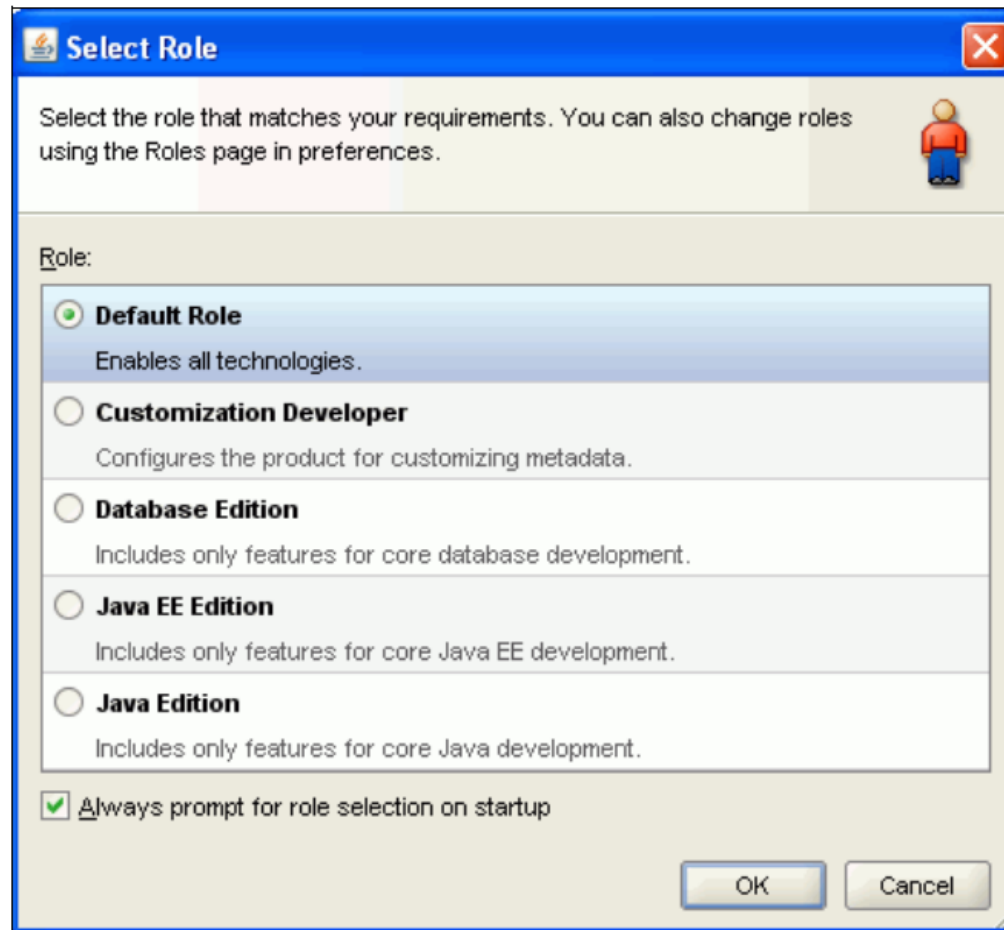 Select Role
Select the role that matches your requirements. You can also change roles
using the Roles page in preferences.
Role:
Default Role
Enables all technologies.
Customization Developer
Configures the product for customizing metadata.
Database Edition
Includes only features for core database development.
Java EE Edition
Includes only features for core Java EE development.
Java Edition
Includes only features for core Java development.
Always prompt for role selection on startup
OK
Cancel